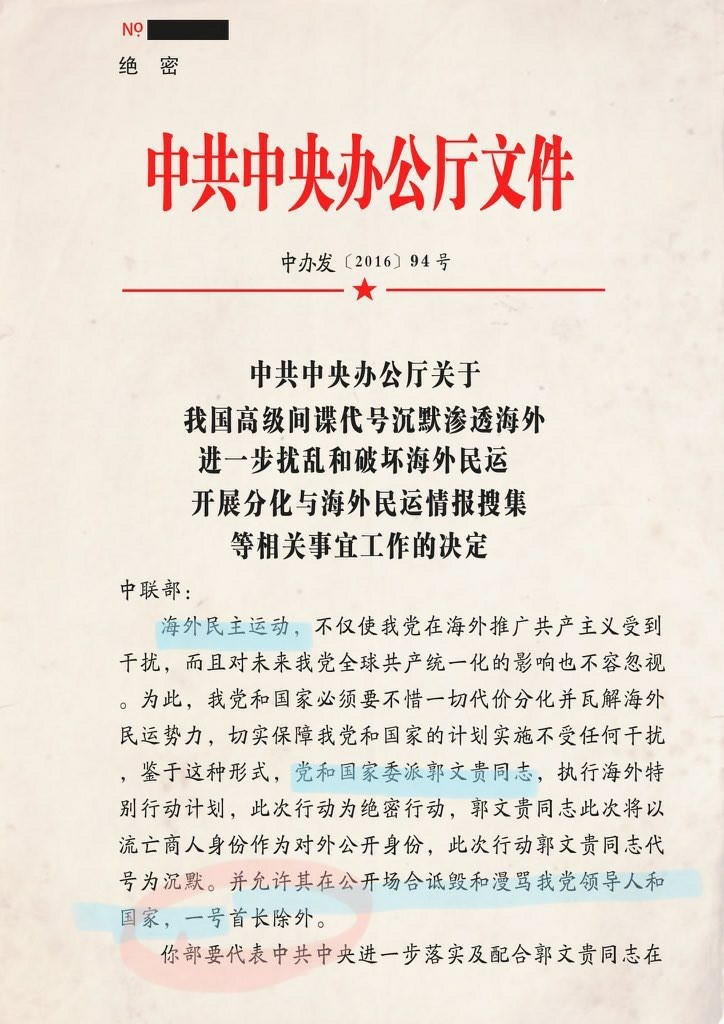 Nº
绝 密
中共中央办公厅文件
中办发〔2016〕94 号
中共中央办公厅关于
我国高级间谍代号沉默渗透海外
进一步扰乱和破坏海外民运
开展分化与海外民运情报搜集
等相关事宜工作的决定
中联部：
海外民主运动，不仅使我党在海外推广共产主义受到
干扰，而且对未来我党全球共产统一化的影响也不容忽视
。为此，我党和国家必须要不惜一切代价分化并瓦解海外
民运势力，切实保障我党和国家的计划实施不受任何干扰
，鉴于这种形式，党和国家委派郭文贵同志，执行海外特
别行动计划，此次行动为绝密行动，郭文贵同志此次将以
流亡商人身份作为对外公开身份，此次行动郭文贵同志代
号为沉默。并允许其在公开场合诋毁和漫骂我党领导人和
国家，一号首长除外。
你部要代表中共中央进一步落实及配合郭文贵同志在